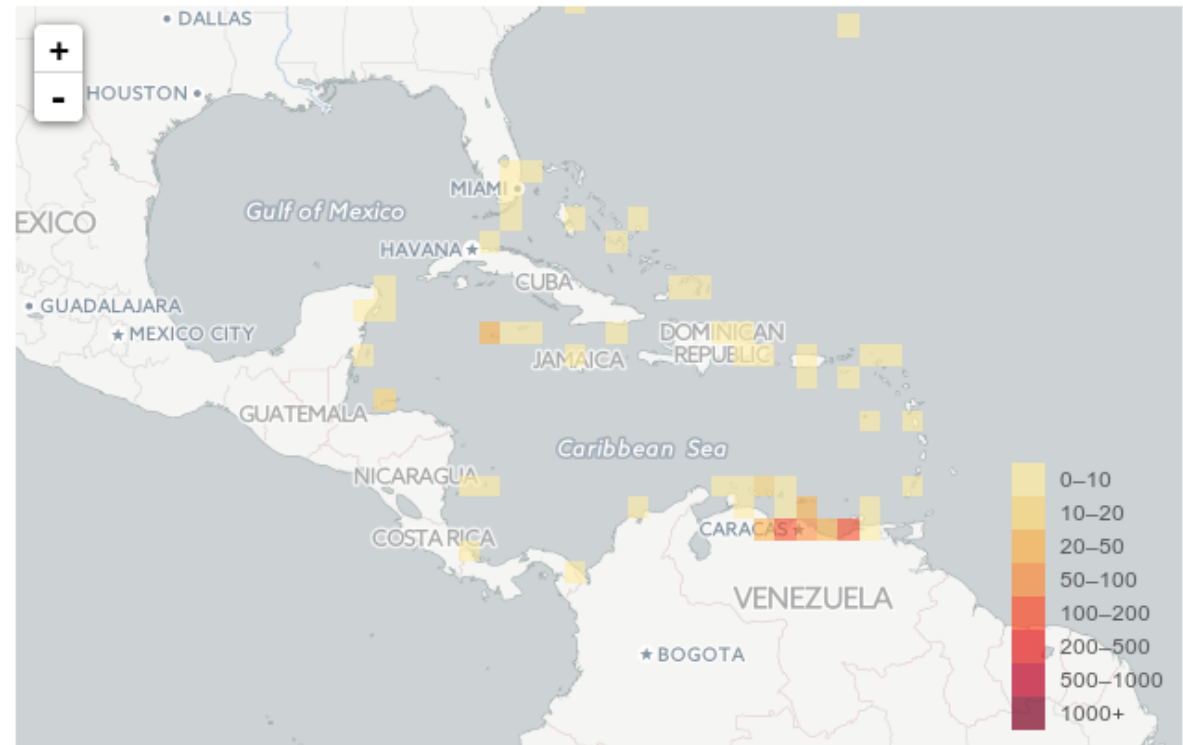 DALLAS
+
-
HOUSTON
MIAMI
Gulf of Mexico
EXICO
HAVANA
CUBA
GUADALAJARA
MEXICO CITY
DOMINICAN
REPUBLIC
JAMAICA
GUATEMALA
Caribbean Sea
NICARAGUA
CARACAS
COSTA RICA
VENEZUELA
BOGOTA
0–10
10–20
20–50
50–100
100–200
200–500
500–1000
1000+